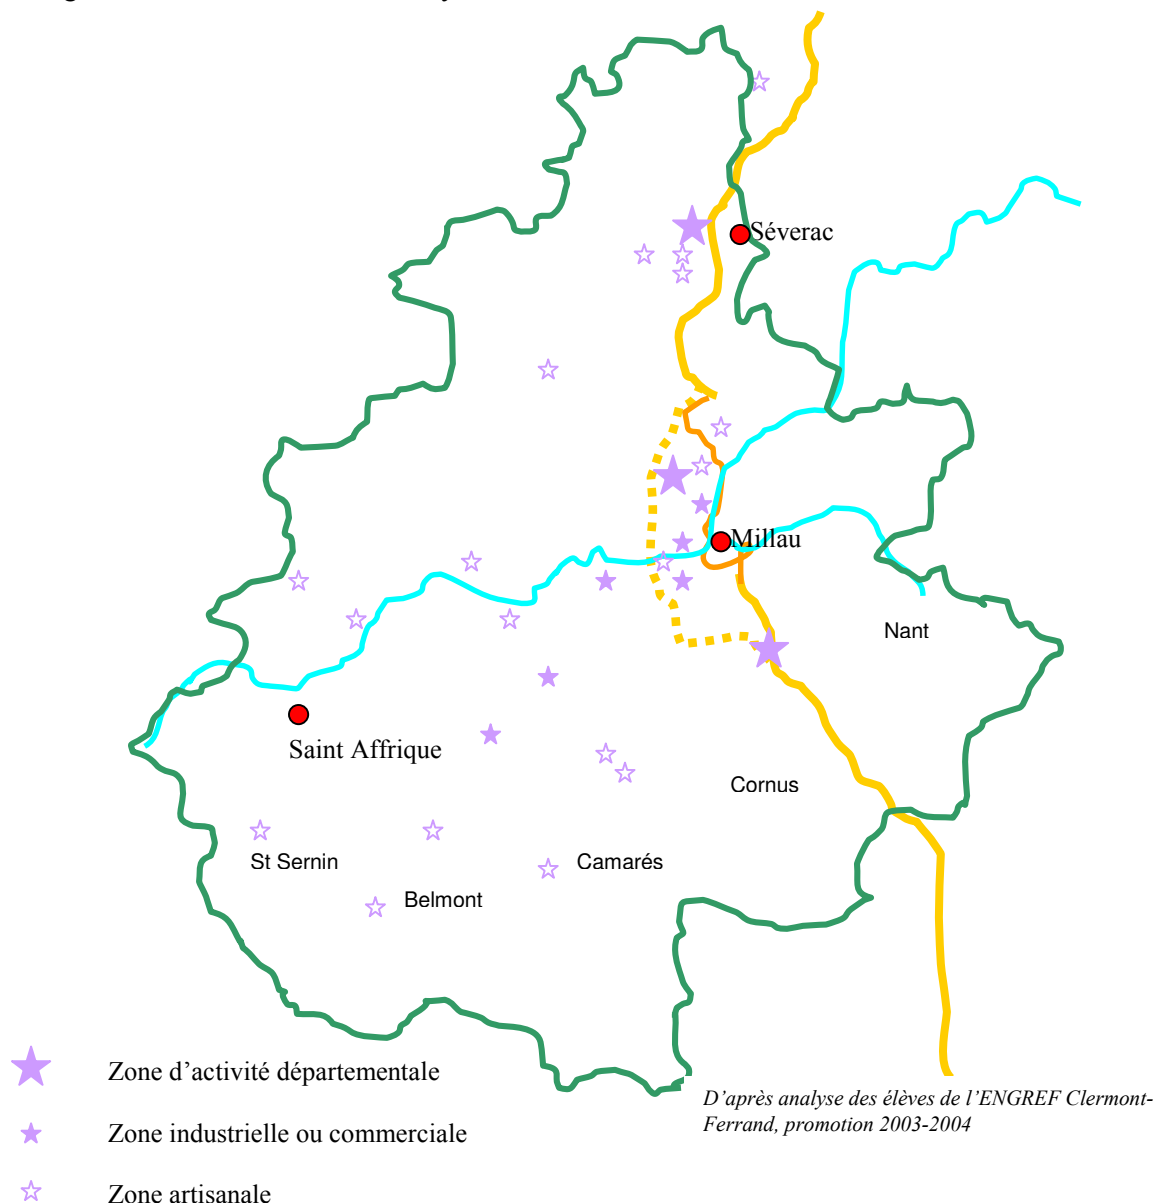 Séverac
Millau
Nant
Saint Affrique
Cornus
St Sernin
Camarés
Belmont
Zone d’activité départementale
D’après analyse des élèves de l’ENGREF Clermont-
Ferrand, promotion 2003-2004
Zone industrielle ou commerciale
Zone artisanale